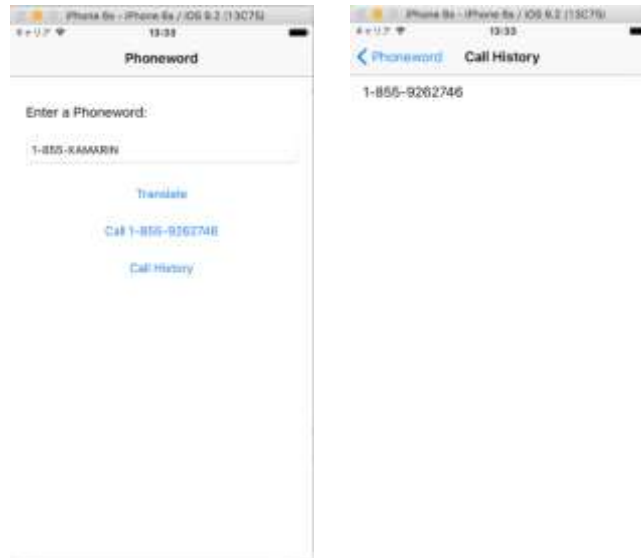 iPhone 6s - iPhone 6s / iOS 9.2 (13C75)
キャリア 13:33
Phoneword
Enter a Phoneword:
1-855-XAMARIN
Translate
Call 1-855-9262746
Call History
iPhone 6s - iPhone 6s / iOS 9.2 (13C75)
キャリア 13:33
Phoneword Call History
1-855-9262746